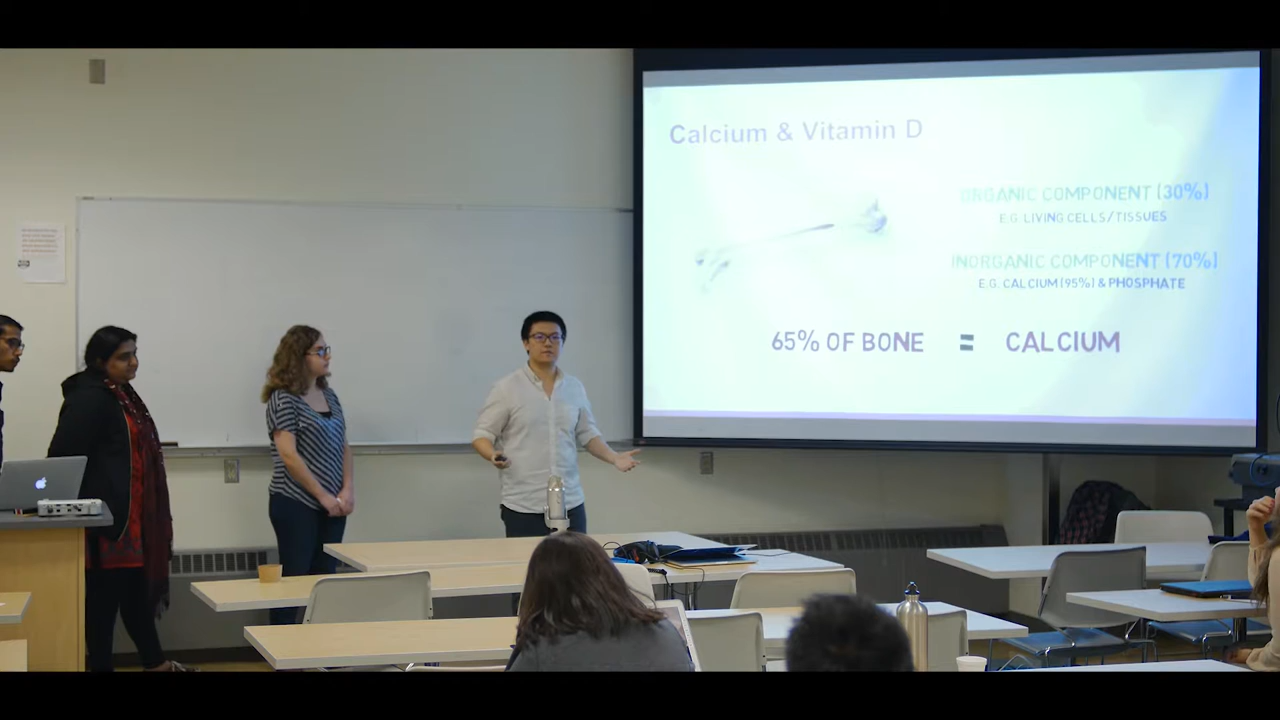 Calcium & Vitamin D
ORGANIC COMPONENT (30%)
E.G. LIVING CELLS/TISSUES
INORGANIC COMPONENT (70%)
E.G. CALCIUM (95%) & PHOSPHATE
65% OF BONE = CALCIUM